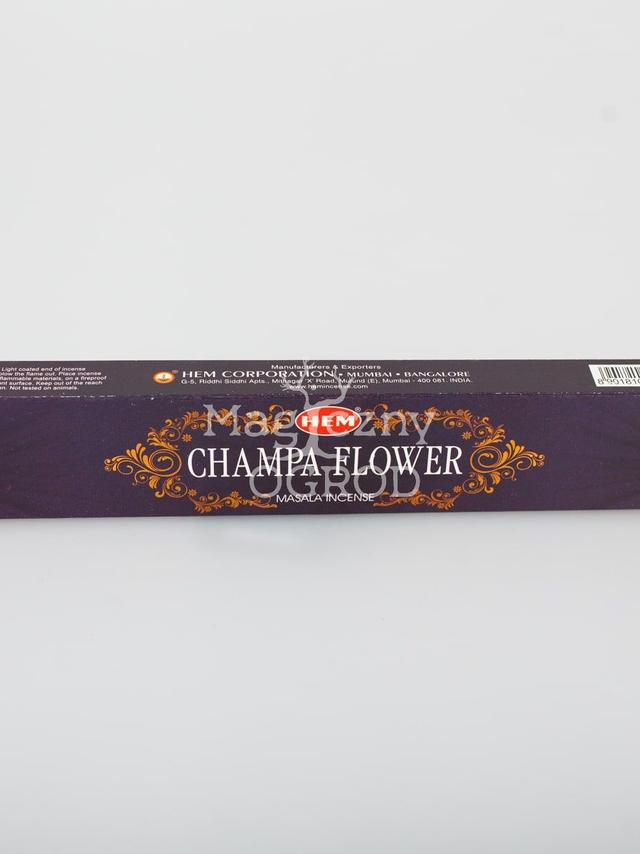 Light coated end of incense
blow the flame out. Place incense
flammable materials, on a fireproof
surface. Keep out of the reach
Not tested on animals.
Manufacturers & Exporters
HEM CORPORATION • MUMBAI • BANGALORE
G-5, Riddhi Siddhi Apts., Mithagar 'X' Road, Mulund (E), Mumbai - 400 081. INDIA.
www.hemincense.com
HEM
Magiczny
OGRÓD
CHAMPA FLOWER
MASALA INCENSE